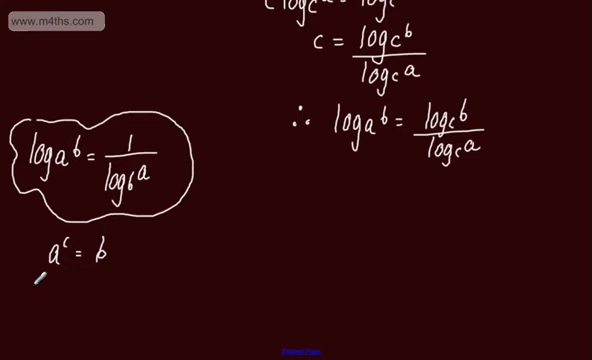 www.m4ths.com
c = log_c b / log_c a
∴ log_a b = log_c b / log_c a
log_a b = 1 / log_b a
a^c = b